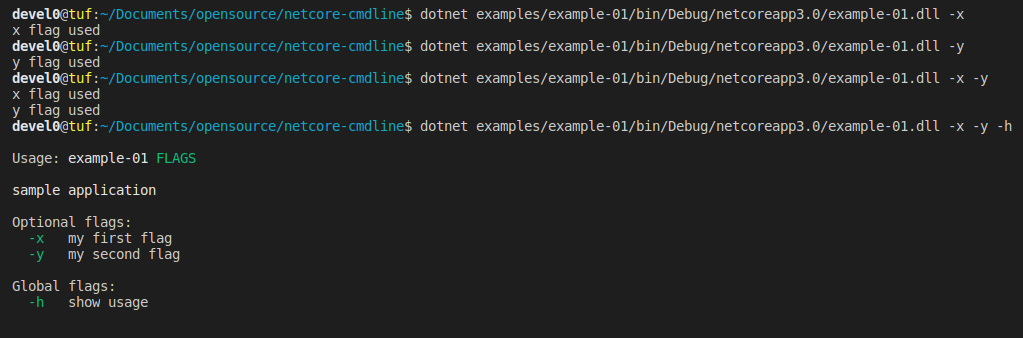 devel0@tuf:~/Documents/opensource/netcore-cmdline$ dotnet examples/example-01/bin/Debug/netcoreapp3.0/example-01.dll -x
x flag used
devel0@tuf:~/Documents/opensource/netcore-cmdline$ dotnet examples/example-01/bin/Debug/netcoreapp3.0/example-01.dll -y
y flag used
devel0@tuf:~/Documents/opensource/netcore-cmdline$ dotnet examples/example-01/bin/Debug/netcoreapp3.0/example-01.dll -x -y
x flag used
y flag used
devel0@tuf:~/Documents/opensource/netcore-cmdline$ dotnet examples/example-01/bin/Debug/netcoreapp3.0/example-01.dll -x -y -h
Usage: example-01 FLAGS
sample application
Optional flags:
-x my first flag
-y my second flag
Global flags:
-h show usage